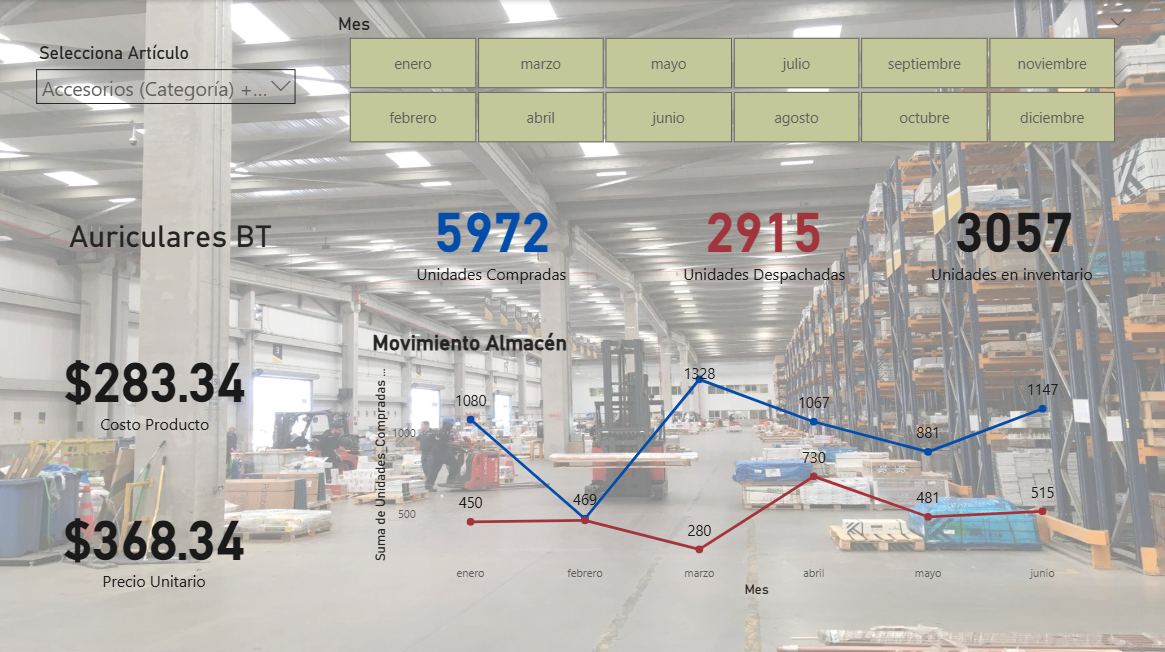 Mes
Selecciona Artículo
Accesorios (Categoría) +...
enero
marzo
mayo
julio
septiembre
noviembre
febrero
abril
junio
agosto
octubre
diciembre
Auriculares BT
5972
Unidades Compradas
2915
Unidades Despachadas
3057
Unidades en inventario
$283.34
Costo Producto
$368.34
Precio Unitario
Movimiento Almacén
Suma de Unidades_Compradas ...
1000
500
1080
469
1328
1067
881
1147
450
280
730
481
515
enero
febrero
marzo
abril
mayo
junio
Mes